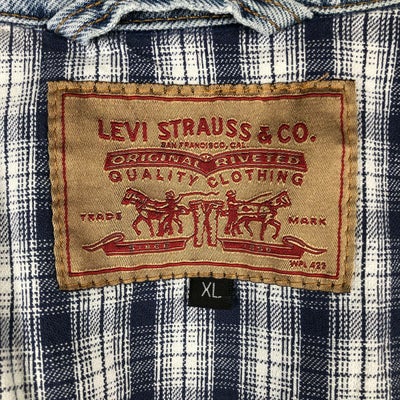 LEVI STRAUSS & CO.
SAN FRANCISCO, CAL.
ORIGINAL RIVETED
QUALITY CLOTHING
TRADE MARK
WPL 423
XL